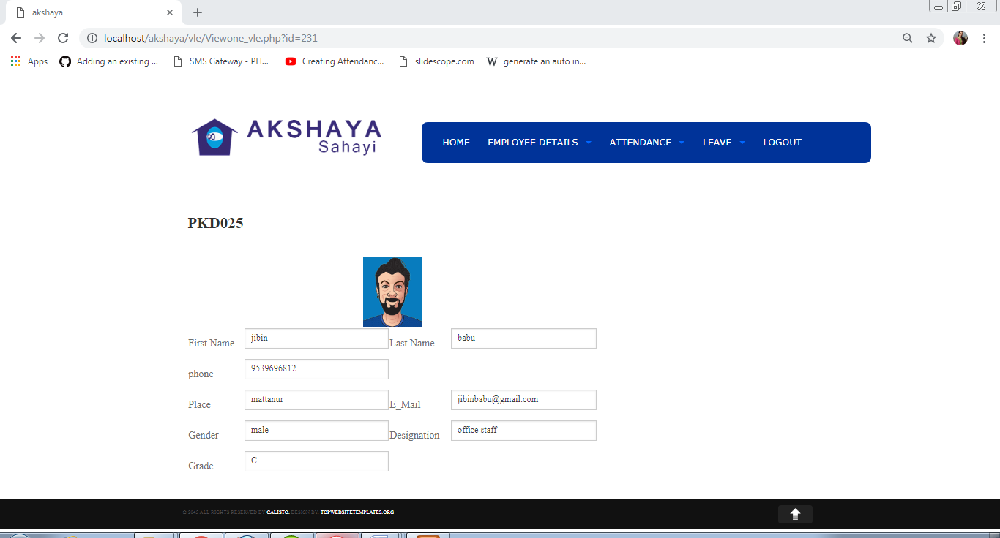 akshaya
localhost/akshaya/vle/Viewone_vle.php?id=231
Apps Adding an existing ... SMS Gateway - PH... Creating Attendanc... slidescope.com W generate an auto in...
AKSHAYA
Sahayi
HOME EMPLOYEE DETAILS ATTENDANCE LEAVE LOGOUT
PKD025
First Name jibin Last Name babu
phone 9539696812
Place mattanur E_Mail jibinbabu@gmail.com
Gender male Designation office staff
Grade C
ALL RIGHTS RESERVED BY CALISTO. DESIGN BY: TOPWEBSITETEMPLATES.ORG